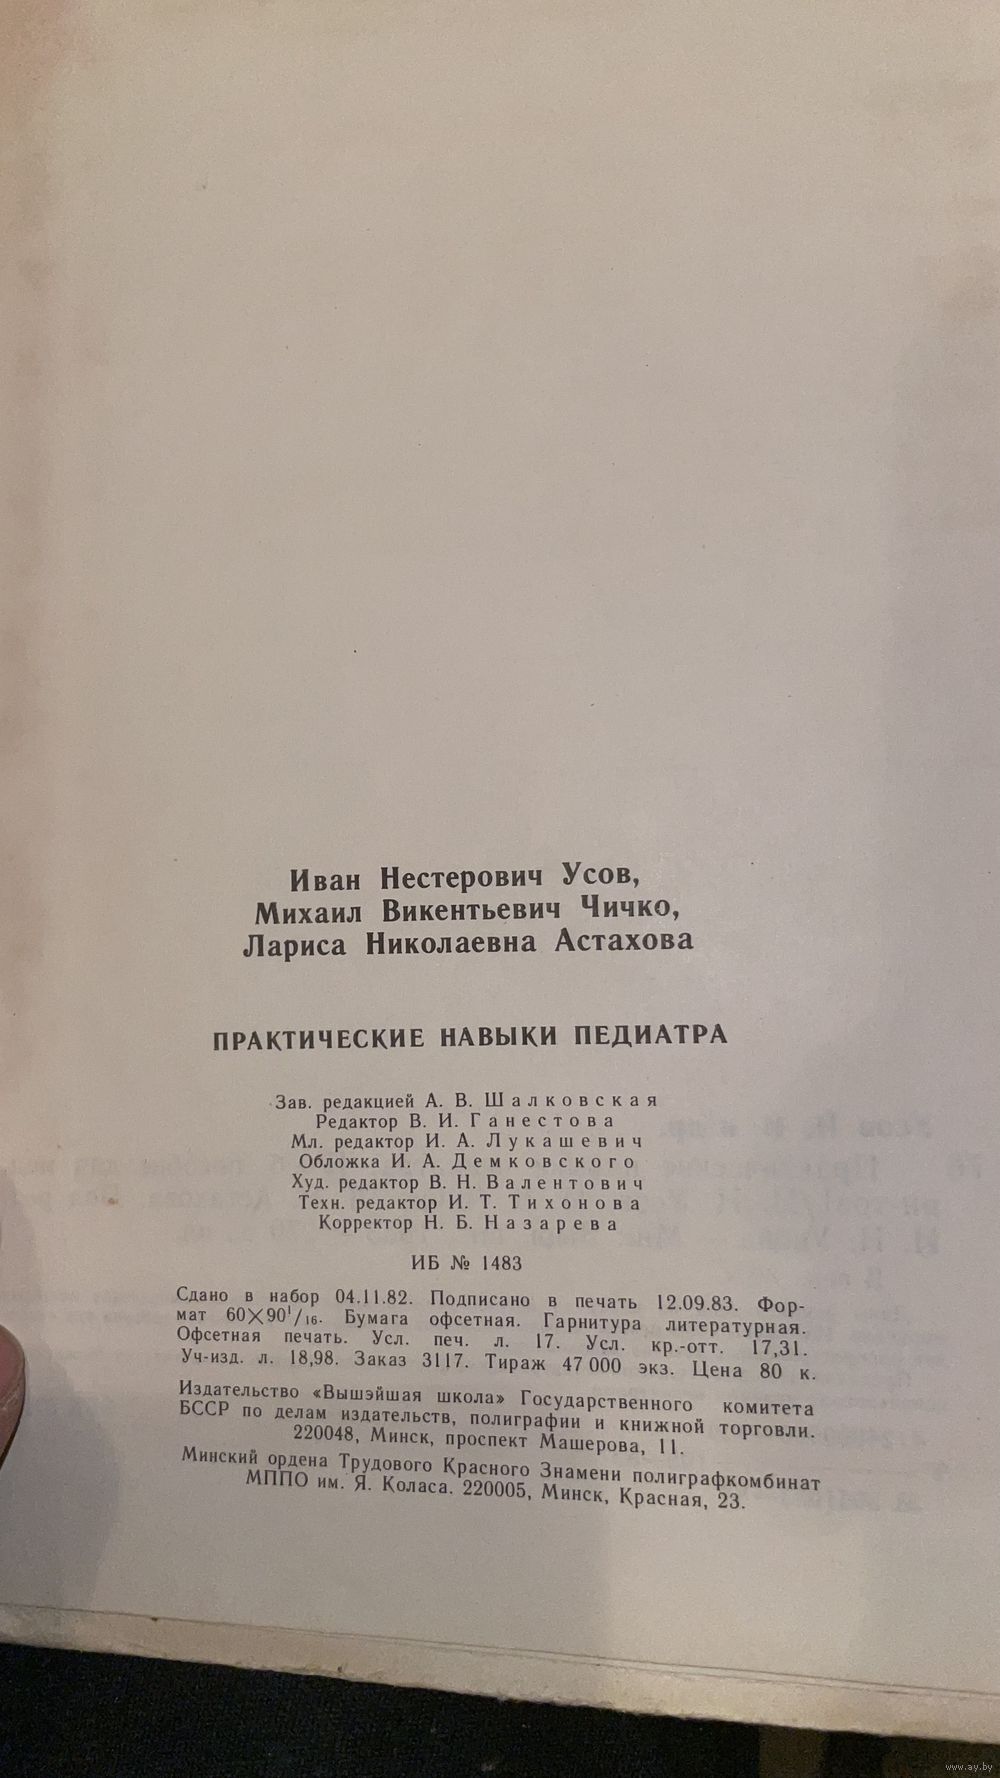 Иван Нестерович Усов,
Михаил Викентьевич Чичко,
Лариса Николаевна Астахова
ПРАКТИЧЕСКИЕ НАВЫКИ ПЕДИАТРА
Зав. редакцией А. В. Шалковская
Редактор В. И. Ганестова
Мл. редактор И. А. Лукашевич
Обложка И. А. Демковского
Худ. редактор В. Н. Валентович
Техн. редактор И. Т. Тихонова
Корректор Н. Б. Назарева
ИБ № 1483
Сдано в набор 04.11.82. Подписано в печать 12.09.83. Фор-
мат 60×90¹/₁₆. Бумага офсетная. Гарнитура литературная.
Офсетная печать. Усл. печ. л. 17. Усл. кр.-отт. 17,31.
Уч-изд. л. 18,98. Заказ 3117. Тираж 47 000 экз. Цена 80 к.
Издательство «Вышэйшая школа» Государственного комитета
БССР по делам издательств, полиграфии и книжной торговли.
220048, Минск, проспект Машерова, 11.
Минский ордена Трудового Красного Знамени полиграфкомбинат
МППО им. Я. Коласа. 220005, Минск, Красная, 23.
www.ay.by